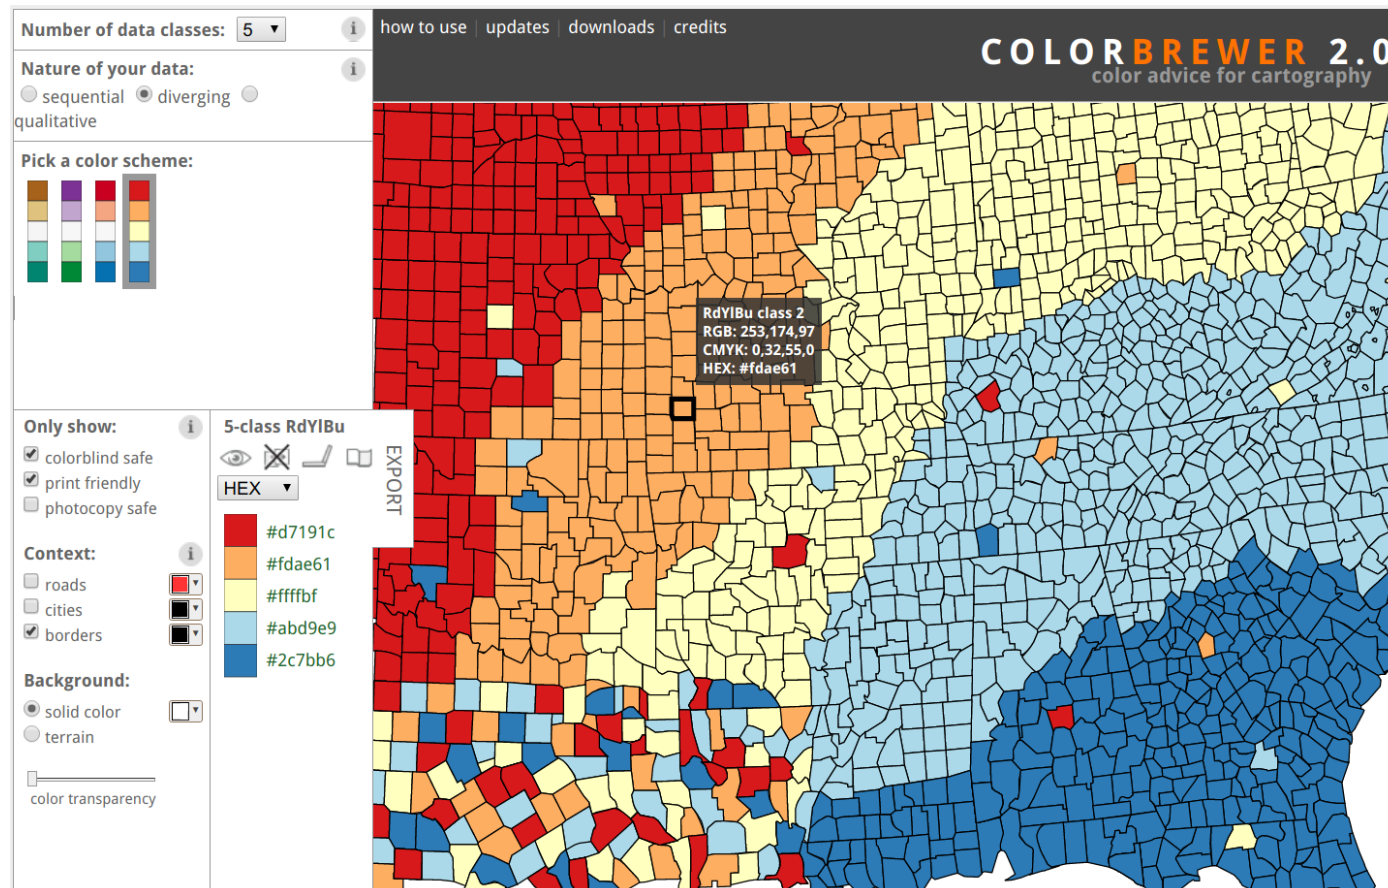 Number of data classes: 5
how to use updates downloads credits
COLORBREWER 2.0
color advice for cartography
Nature of your data:
sequential diverging
qualitative
Pick a color scheme:
RdYlBu class 2
RGB: 253,174,97
CMYK: 0,32,55,0
HEX: #fdae61
Only show:
colorblind safe
print friendly
photocopy safe
Context:
roads
cities
borders
Background:
solid color
terrain
color transparency
5-class RdYlBu
EXPORT
HEX
#d7191c
#fdae61
#ffffbf
#abd9e9
#2c7bb6